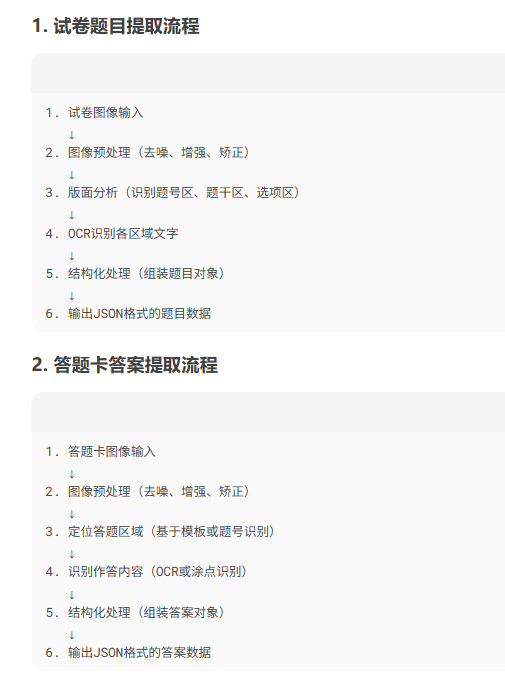 1. 试卷题目提取流程
1. 试卷图像输入
↓
2. 图像预处理（去噪、增强、矫正）
↓
3. 版面分析（识别题号区、题干区、选项区）
↓
4. OCR识别各区域文字
↓
5. 结构化处理（组装题目对象）
↓
6. 输出JSON格式的题目数据
2. 答题卡答案提取流程
1. 答题卡图像输入
↓
2. 图像预处理（去噪、增强、矫正）
↓
3. 定位答题区域（基于模板或题号识别）
↓
4. 识别作答内容（OCR或涂点识别）
↓
5. 结构化处理（组装答案对象）
↓
6. 输出JSON格式的答案数据